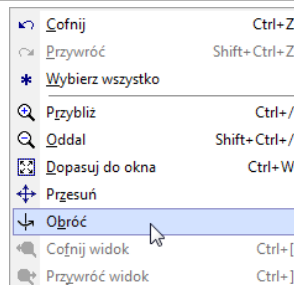 Cofnij Ctrl+Z
Przywróć Shift+Ctrl+Z
Wybierz wszystko
Przybliż Ctrl+/
Oddal Shift+Ctrl+/
Dopasuj do okna Ctrl+W
Przesuń
Obróć
Cofnij widok Ctrl+[
Przywróć widok Ctrl+]